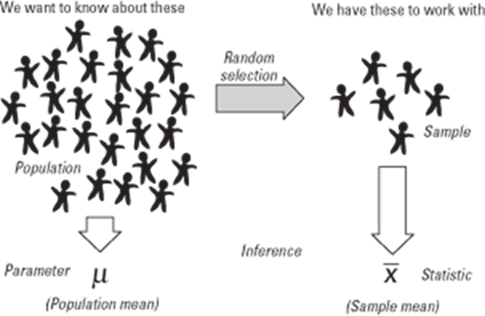 We want to know about these
We have these to work with
Random
selection
Sample
Population
Inference
Parameter μ
x̄ Statistic
(Population mean)
(Sample mean)